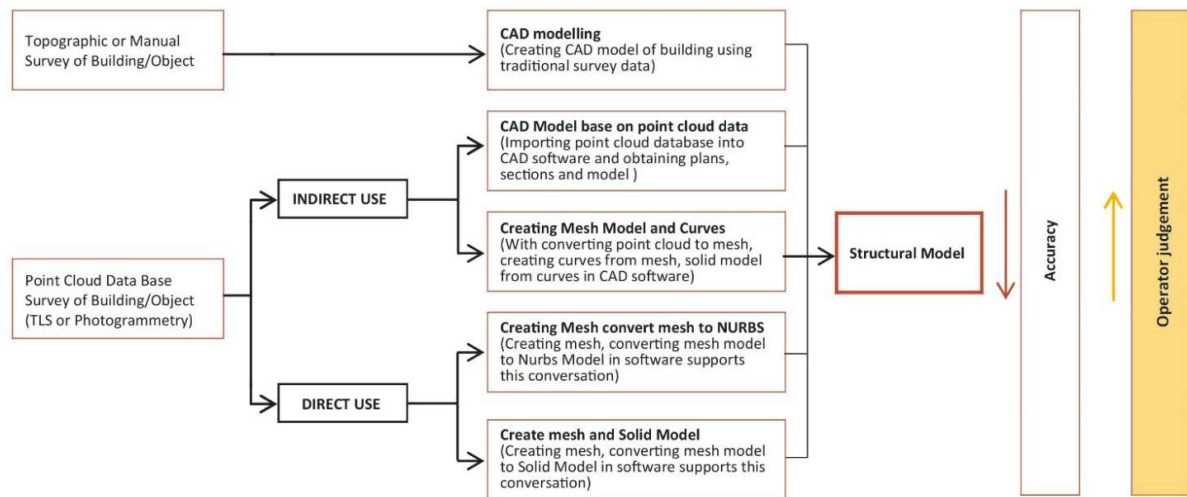 Topographic or Manual
Survey of Building/Object
CAD modelling
(Creating CAD model of building using
traditional survey data)
CAD Model base on point cloud data
(Importing point cloud database into
CAD software and obtaining plans,
sections and model )
INDIRECT USE
Creating Mesh Model and Curves
(With converting point cloud to mesh,
creating curves from mesh, solid model
from curves in CAD software)
Point Cloud Data Base
Survey of Building/Object
(TLS or Photogrammetry)
Creating Mesh convert mesh to NURBS
(Creating mesh, converting mesh model
to Nurbs Model in software supports
this conversation)
DIRECT USE
Create mesh and Solid Model
(Creating mesh, converting mesh model
to Solid Model in software supports this
conversation)
Structural Model
Accuracy
Operator judgement